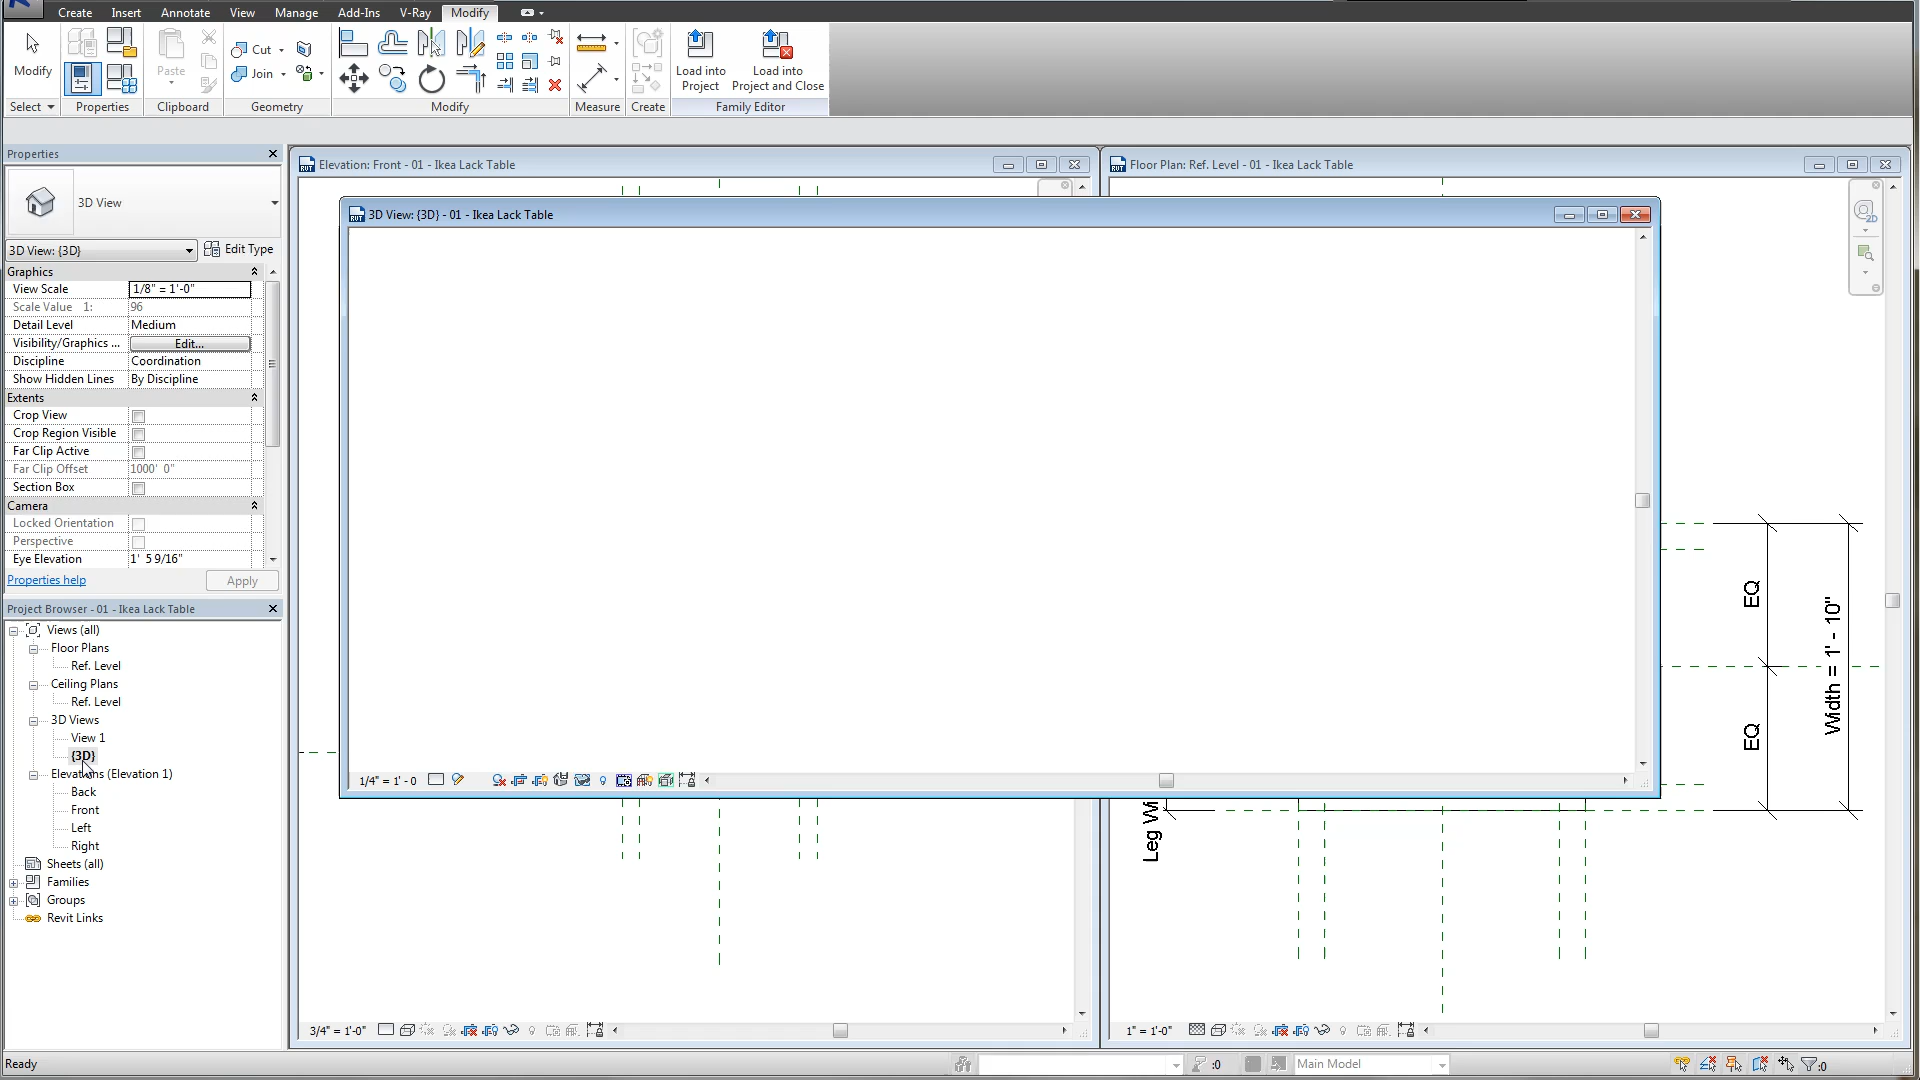 Create Insert Annotate View Manage Add-Ins V-Ray Modify
Modify
Paste
Cut
Join
Load into Project
Load into Project and Close
Select Properties Clipboard Geometry Modify Measure Create Family Editor
Properties
3D View
3D View: {3D} Edit Type
Graphics
View Scale 1/8" = 1'-0"
Scale Value 1: 96
Detail Level Medium
Visibility/Graphics ... Edit...
Discipline Coordination
Show Hidden Lines By Discipline
Extents
Crop View
Crop Region Visible
Far Clip Active
Far Clip Offset 1000' 0"
Section Box
Camera
Locked Orientation
Perspective
Eye Elevation 1' 5 9/16"
Properties help Apply
Project Browser - 01 - Ikea Lack Table
Views (all)
Floor Plans
Ref. Level
Ceiling Plans
Ref. Level
3D Views
View 1
{3D}
Elevations (Elevation 1)
Back
Front
Left
Right
Sheets (all)
Families
Groups
Revit Links
Elevation: Front - 01 - Ikea Lack Table
3/4" = 1'-0"
Floor Plan: Ref. Level - 01 - Ikea Lack Table
2D
EQ
EQ
Width = 1' - 10"
Leg Wi
1" = 1'-0"
3D View: {3D} - 01 - Ikea Lack Table
1/4" = 1' - 0
Ready
:0
Main Model
:0